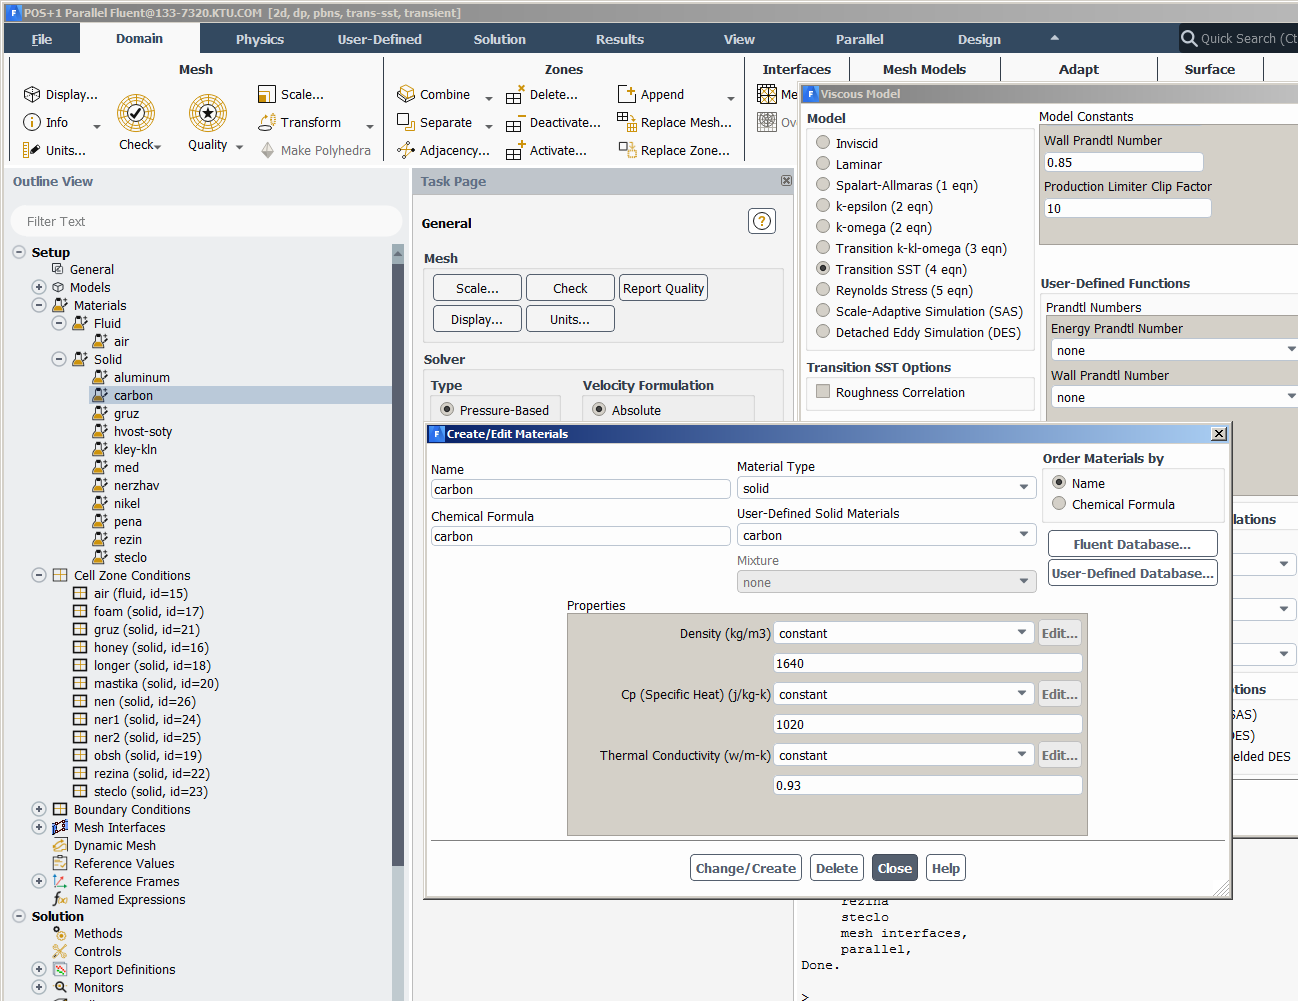 POS+1 Parallel Fluent@133-7320.KTU.COM [2d, dp, pbns, trans-sst, transient]
File Domain Physics User-Defined Solution Results View Parallel Design Quick Search (Ct
Mesh Zones Interfaces Mesh Models Adapt Surface
Display... Scale... Combine Delete... Append Me
Info Transform Separate Deactivate... Replace Mesh... Ov
Units... Check Quality Make Polyhedra Adjacency... Activate... Replace Zone...
Outline View
Filter Text
Setup
General
Models
Materials
Fluid
air
Solid
aluminum
carbon
gruz
hvost-soty
kley-kln
med
nerzhav
nikel
pena
rezin
steclo
Cell Zone Conditions
air (fluid, id=15)
foam (solid, id=17)
gruz (solid, id=21)
honey (solid, id=16)
longer (solid, id=18)
mastika (solid, id=20)
nen (solid, id=26)
ner1 (solid, id=24)
ner2 (solid, id=25)
obsh (solid, id=19)
rezina (solid, id=22)
steclo (solid, id=23)
Boundary Conditions
Mesh Interfaces
Dynamic Mesh
Reference Values
Reference Frames
Named Expressions
Solution
Methods
Controls
Report Definitions
Monitors
Task Page
General
?
Mesh
Scale... Check Report Quality
Display... Units...
Solver
Type Velocity Formulation
Pressure-Based Absolute
Viscous Model
Model
Inviscid
Laminar
Spalart-Allmaras (1 eqn)
k-epsilon (2 eqn)
k-omega (2 eqn)
Transition k-kl-omega (3 eqn)
Transition SST (4 eqn)
Reynolds Stress (5 eqn)
Scale-Adaptive Simulation (SAS)
Detached Eddy Simulation (DES)
Transition SST Options
Roughness Correlation
Model Constants
Wall Prandtl Number
0.85
Production Limiter Clip Factor
10
User-Defined Functions
Prandtl Numbers
Energy Prandtl Number
none
Wall Prandtl Number
none
lations
tions
SAS)
DES)
elded DES
Create/Edit Materials
Name
carbon
Chemical Formula
carbon
Material Type
solid
User-Defined Solid Materials
carbon
Mixture
none
Order Materials by
Name
Chemical Formula
Fluent Database...
User-Defined Database...
Properties
Density (kg/m3) constant Edit...
1640
Cp (Specific Heat) (j/kg-k) constant Edit...
1020
Thermal Conductivity (w/m-k) constant Edit...
0.93
Change/Create Delete Close Help
rezina
steclo
mesh interfaces,
parallel,
Done.
>